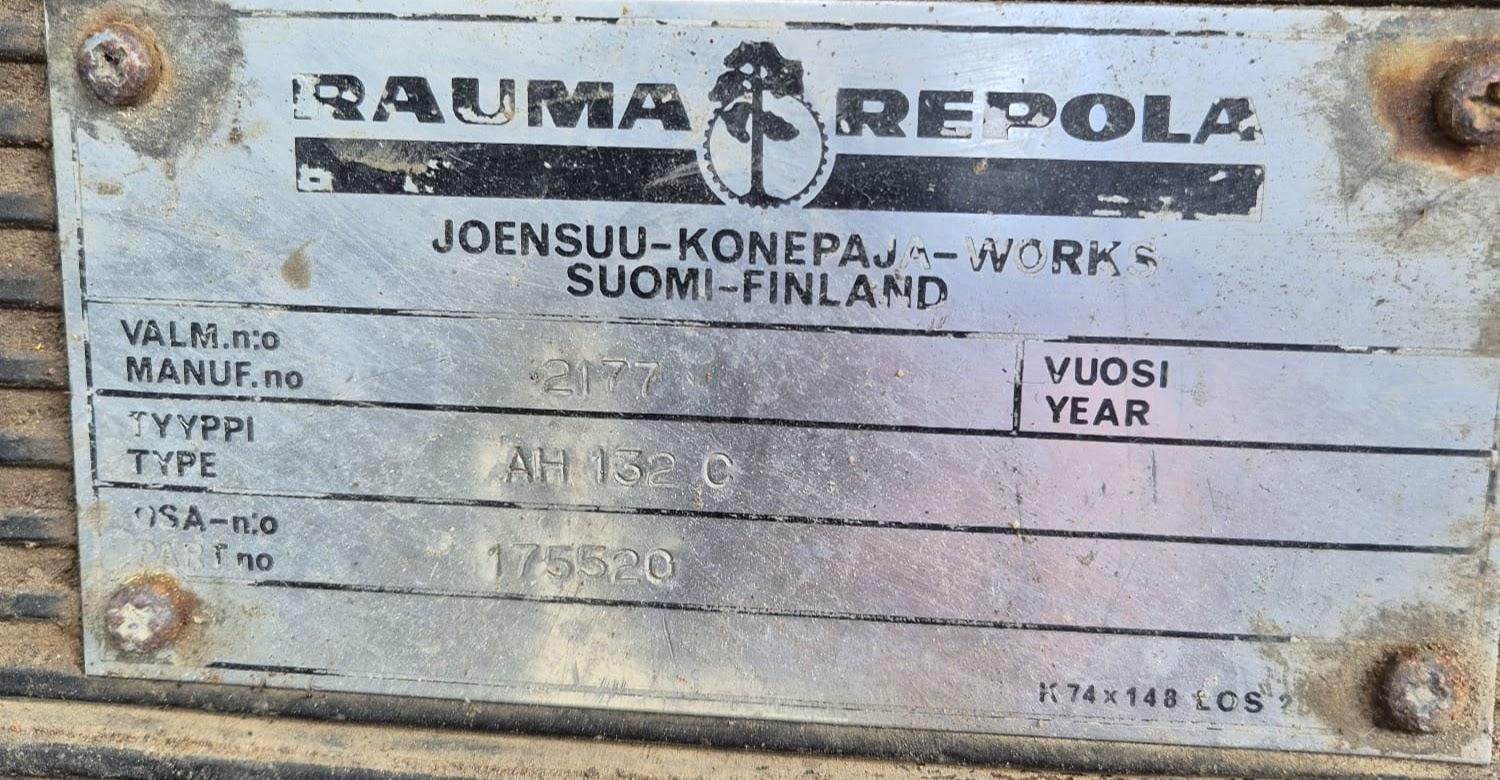 RAUMA REPOLA
JOENSUU-KONEPAJA-WORKS
SUOMI-FINLAND
VALM.n:o
MANUF.no 2177
VUOSI
YEAR
TYYPPI
TYPE AH 132 C
OSA-n:o
PART no 175520
K 74 x 148 LOS